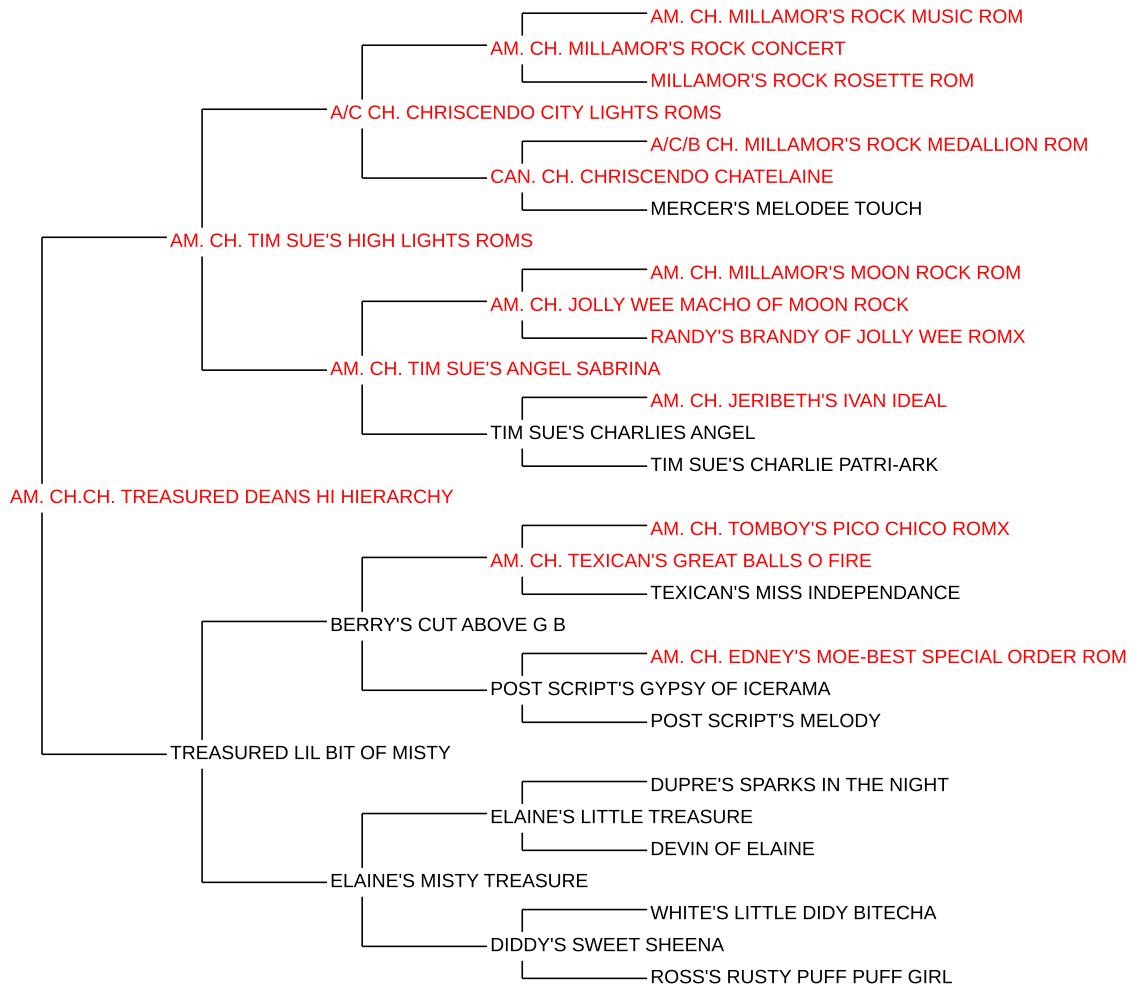 AM. CH. MILLAMOR'S ROCK MUSIC ROM
AM. CH. MILLAMOR'S ROCK CONCERT
MILLAMOR'S ROCK ROSETTE ROM
A/C CH. CHRISCENDO CITY LIGHTS ROMS
A/C/B CH. MILLAMOR'S ROCK MEDALLION ROM
CAN. CH. CHRISCENDO CHATELAINE
MERCER'S MELODEE TOUCH
AM. CH. TIM SUE'S HIGH LIGHTS ROMS
AM. CH. MILLAMOR'S MOON ROCK ROM
AM. CH. JOLLY WEE MACHO OF MOON ROCK
RANDY'S BRANDY OF JOLLY WEE ROMX
AM. CH. TIM SUE'S ANGEL SABRINA
AM. CH. JERIBETH'S IVAN IDEAL
TIM SUE'S CHARLIES ANGEL
TIM SUE'S CHARLIE PATRI-ARK
AM. CH.CH. TREASURED DEANS HI HIERARCHY
AM. CH. TOMBOY'S PICO CHICO ROMX
AM. CH. TEXICAN'S GREAT BALLS O FIRE
TEXICAN'S MISS INDEPENDANCE
BERRY'S CUT ABOVE G B
AM. CH. EDNEY'S MOE-BEST SPECIAL ORDER ROM
POST SCRIPT'S GYPSY OF ICERAMA
POST SCRIPT'S MELODY
TREASURED LIL BIT OF MISTY
DUPRE'S SPARKS IN THE NIGHT
ELAINE'S LITTLE TREASURE
DEVIN OF ELAINE
ELAINE'S MISTY TREASURE
WHITE'S LITTLE DIDY BITECHA
DIDDY'S SWEET SHEENA
ROSS'S RUSTY PUFF PUFF GIRL